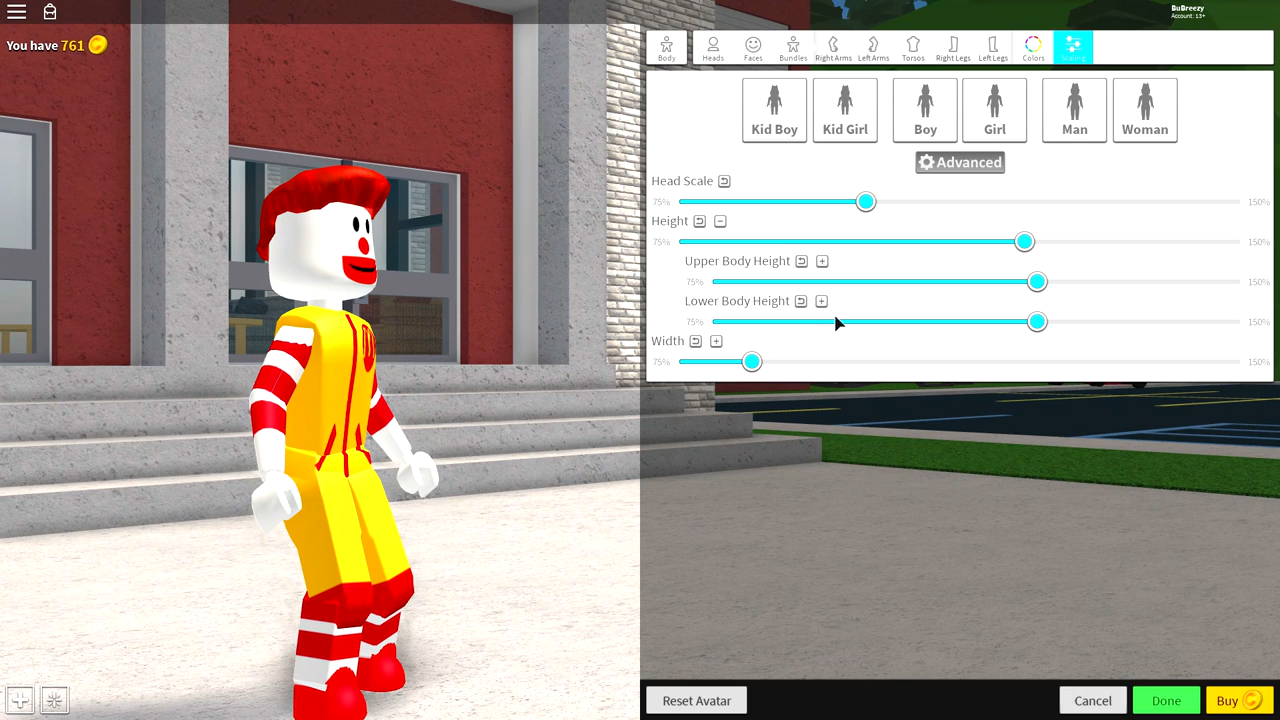 BuBreezy
Account: 13+
You have 761
Body
Heads
Faces
Bundles
Right Arms
Left Arms
Torsos
Right Legs
Left Legs
Colors
Scaling
Kid Boy
Kid Girl
Boy
Girl
Man
Woman
Advanced
Head Scale
75%
150%
Height
75%
150%
Upper Body Height
75%
150%
Lower Body Height
75%
150%
Width
75%
150%
Reset Avatar
Cancel
Done
Buy